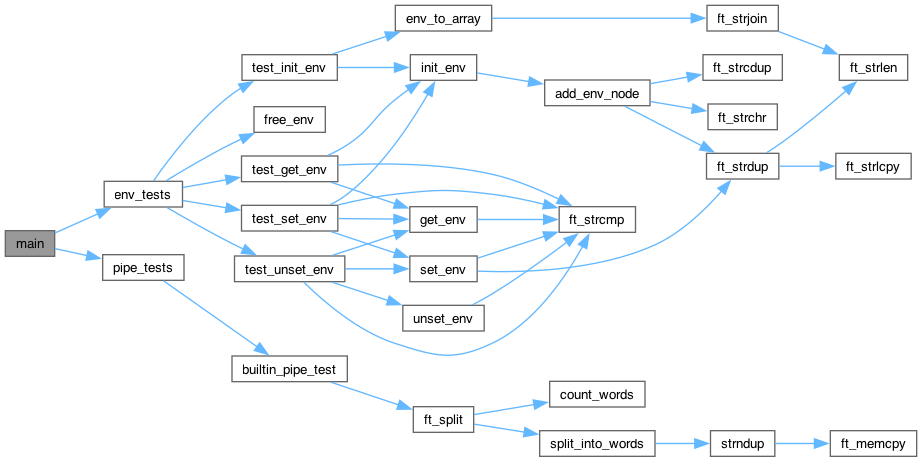 main
env_tests
pipe_tests
test_init_env
free_env
test_get_env
test_set_env
test_unset_env
builtin_pipe_test
env_to_array
init_env
get_env
set_env
unset_env
ft_split
add_env_node
ft_strcmp
count_words
split_into_words
ft_strjoin
ft_strcdup
ft_strchr
ft_strdup
strndup
ft_strlen
ft_strlcpy
ft_memcpy